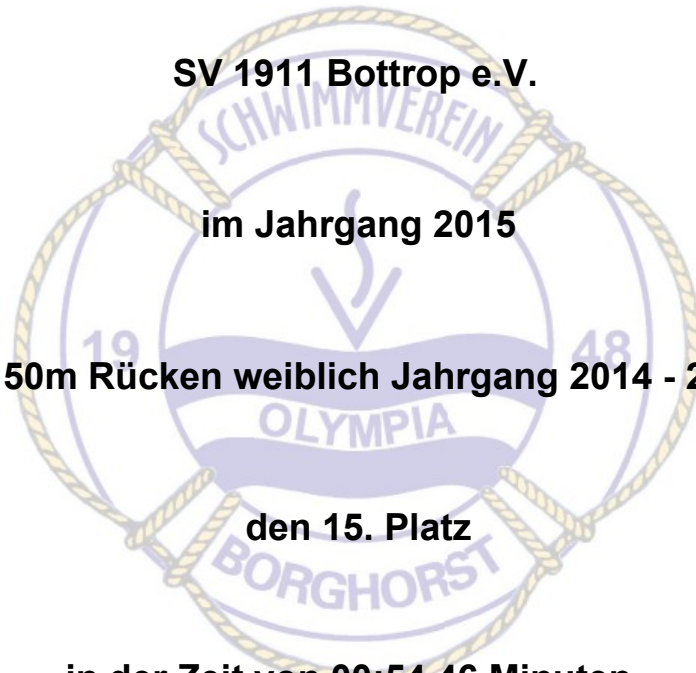 SV 1911 Bottrop e.V.
SCHWIMMVEREIN
im Jahrgang 2015
19 48
50m Rücken weiblich Jahrgang 2014 - 2
OLYMPIA
den 15. Platz
BORGHORST
in der Zeit von 00:54,46 Minuten